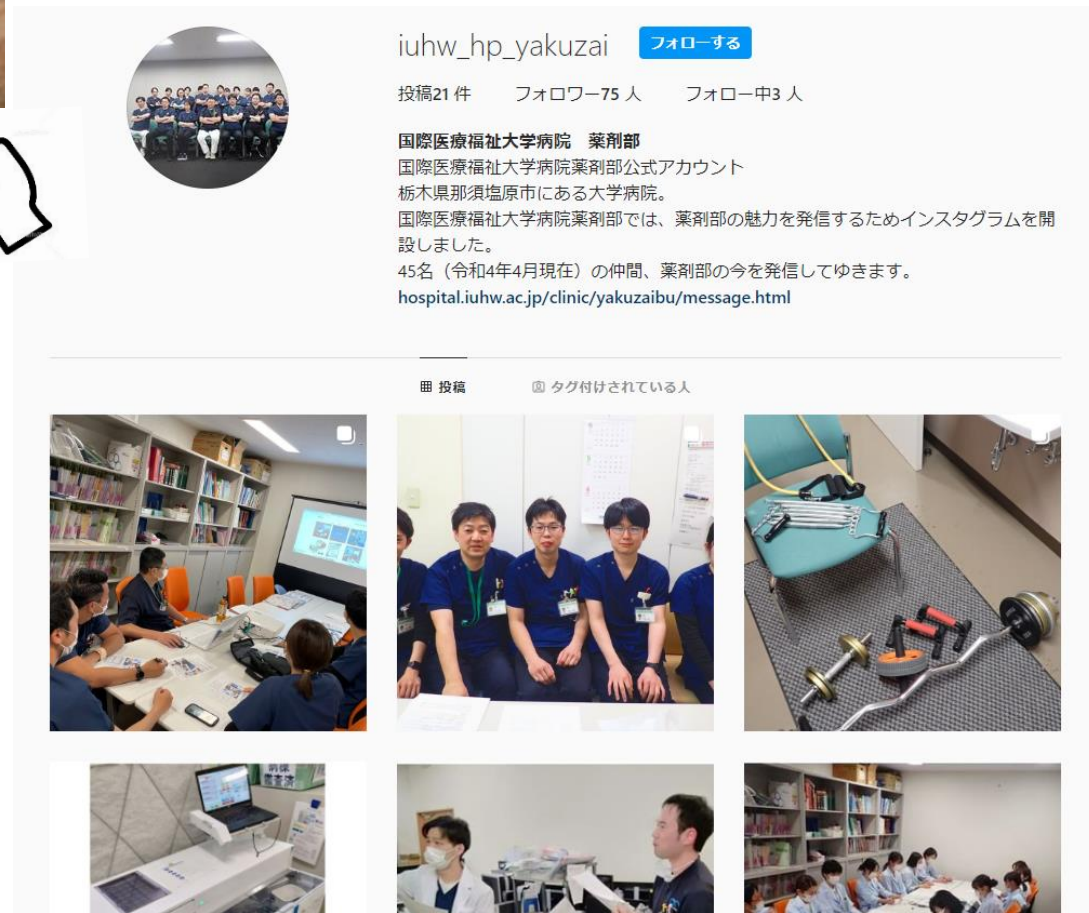 iuhw_hp_yakuzai フォローする
投稿21 件 フォロワー75 人 フォロー中3 人
国際医療福祉大学病院 薬剤部
国際医療福祉大学病院薬剤部公式アカウント
栃木県那須塩原市にある大学病院。
国際医療福祉大学病院薬剤部では、薬剤部の魅力を発信するためインスタグラムを開
設しました。
45名（令和4年4月現在）の仲間、薬剤部の今を発信してゆきます。
hospital.iuhw.ac.jp/clinic/yakuzaibu/message.html
投稿 タグ付けされている人